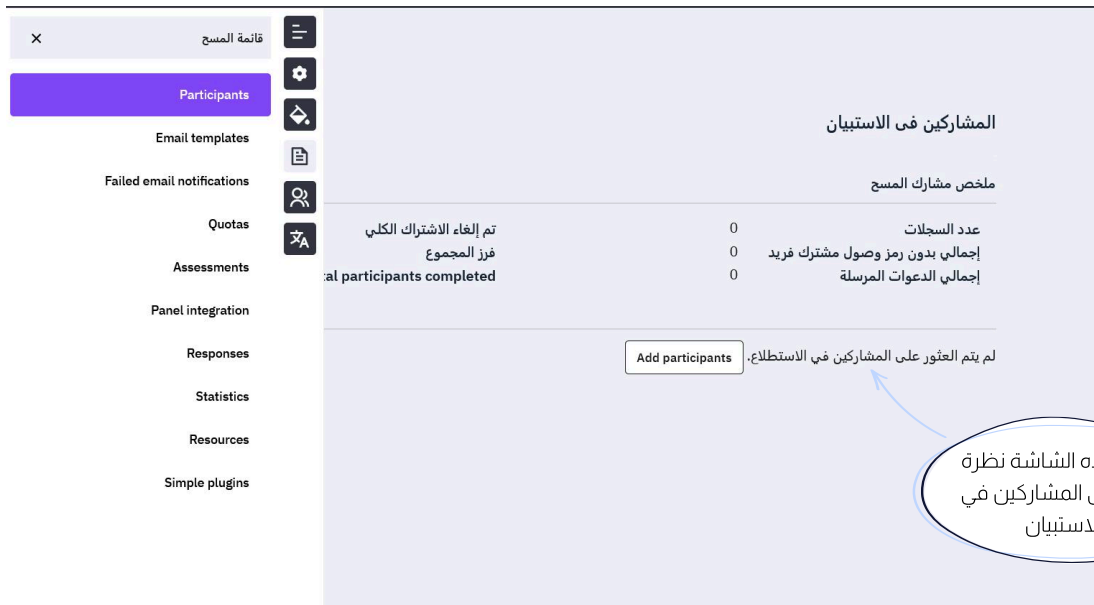 قائمة المسح
Participants
Email templates
Failed email notifications
Quotas
Assessments
Panel integration
Responses
Statistics
Resources
Simple plugins
المشاركين فى الاستبيان
ملخص مشارك المسح
عدد السجلات 0 تم إلغاء الاشتراك الكلي
إجمالي بدون رمز وصول مشترك فريد 0 فرز المجموع
إجمالي الدعوات المرسلة 0 participants completed
لم يتم العثور على المشاركين في الاستطلاع. Add participants
الشاشة نظرة
المشاركين في